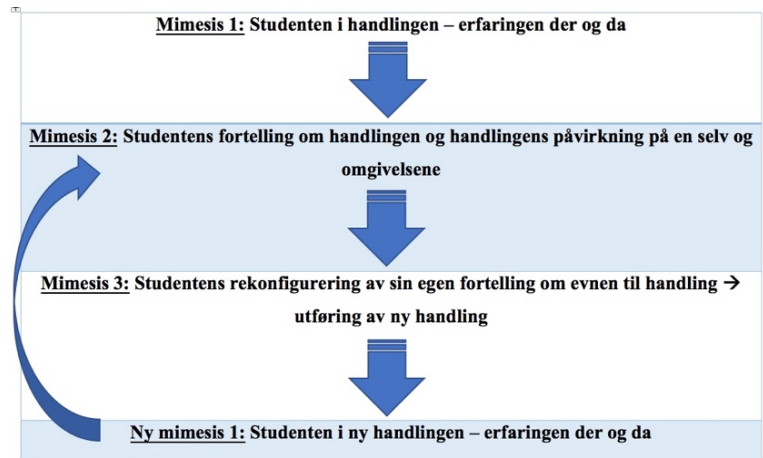 Mimesis 1: Studenten i handlingen – erfaringen der og da
Mimesis 2: Studentens fortelling om handlingen og handlingens påvirkning på en selv og
omgivelsene
Mimesis 3: Studentens rekonfigurering av sin egen fortelling om evnen til handling →
utføring av ny handling
Ny mimesis 1: Studenten i ny handlingen – erfaringen der og da